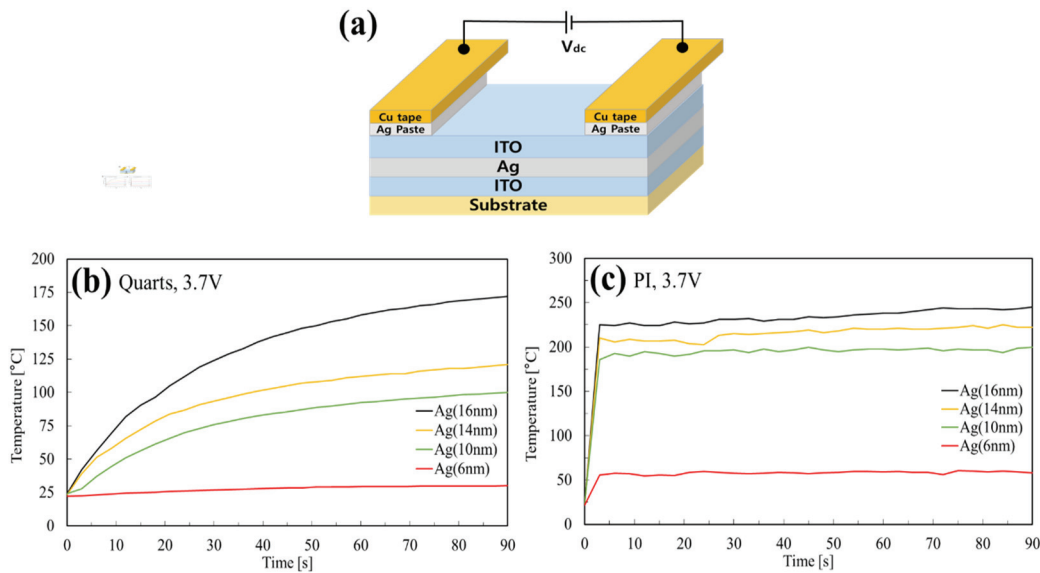 (a)
Vdc
Cu tape
Cu tape
Ag Paste
Ag Paste
ITO
Ag
ITO
Substrate
(b) Quarts, 3.7V
Temperature [°C]
200
175
150
125
100
75
50
25
0
Ag(16nm)
Ag(14nm)
Ag(10nm)
Ag(6nm)
0 10 20 30 40 50 60 70 80 90
Time [s]
(c) PI, 3.7V
Temperature [°C]
300
250
200
150
100
50
0
Ag(16nm)
Ag(14nm)
Ag(10nm)
Ag(6nm)
0 10 20 30 40 50 60 70 80 90
Time [s]